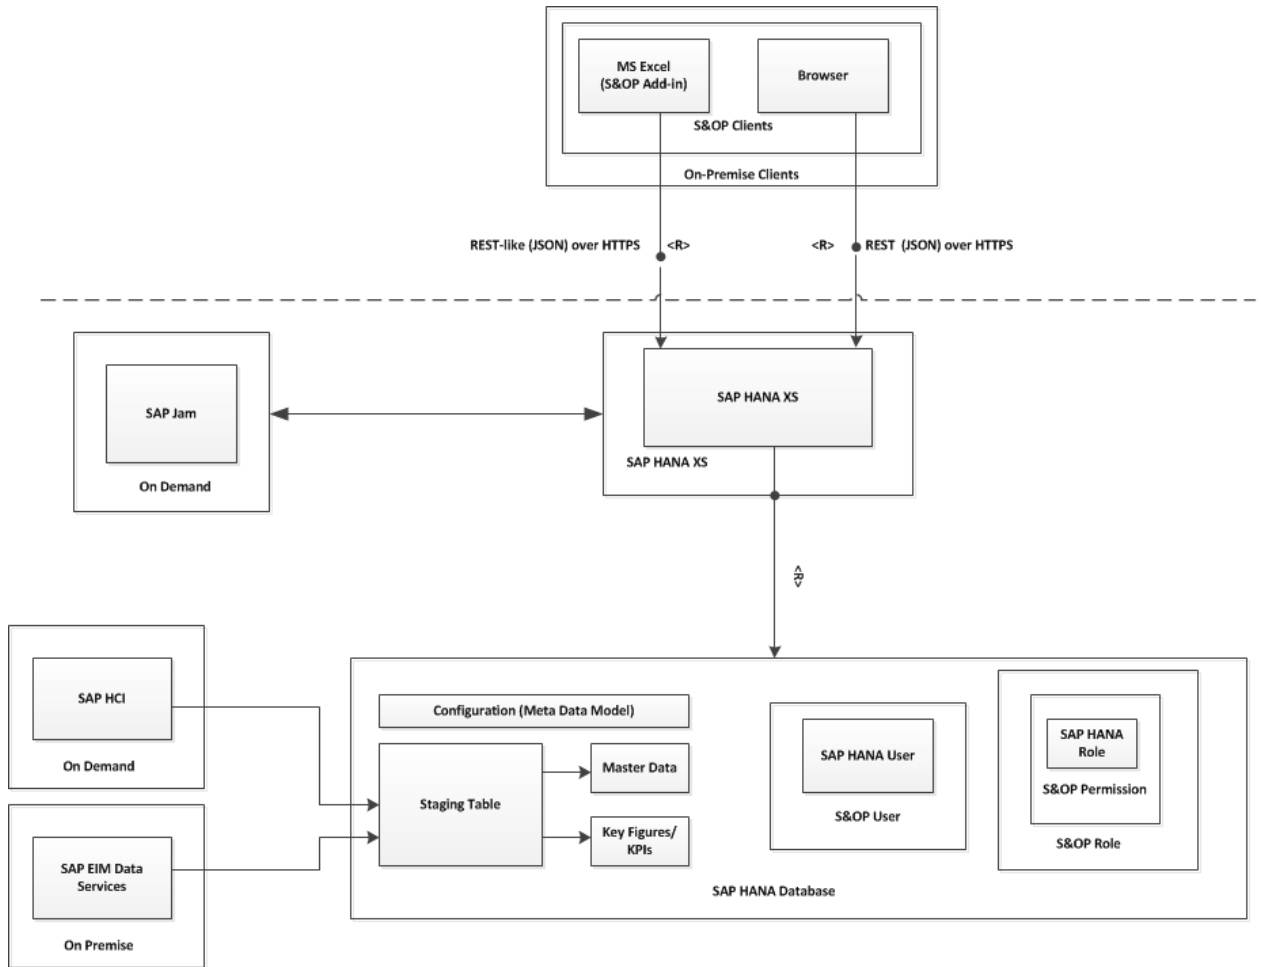 MS Excel
(S&OP Add-in)
Browser
S&OP Clients
On-Premise Clients
REST-like (JSON) over HTTPS
<R>
<R>
REST (JSON) over HTTPS
SAP Jam
On Demand
SAP HANA XS
SAP HANA XS
<R>
SAP HCI
On Demand
SAP EIM Data
Services
On Premise
Configuration (Meta Data Model)
Staging Table
Master Data
Key Figures/
KPIs
SAP HANA User
S&OP User
SAP HANA
Role
S&OP Permission
S&OP Role
SAP HANA Database